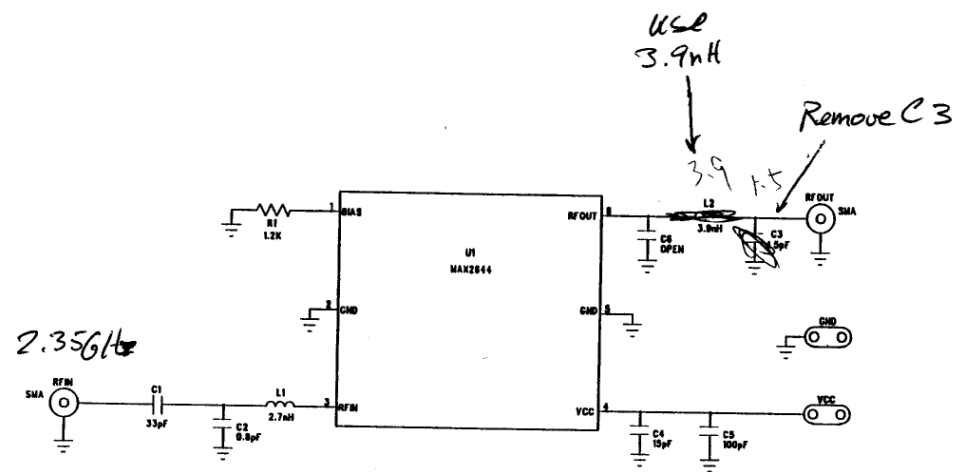 use
3.9nH
Remove C3
3.9
1.5
L2
3.9nH
RFOUT
SMA
1
BIAS
R1
1.2K
RFOUT
6
C6
OPEN
C3
1.5pF
U1
MAX2644
2
GND
GND
5
GND
2.35GHz
RFIN
SMA
C1
33pF
L1
2.7nH
3
RFIN
C2
0.8pF
VCC
4
C4
15pF
C5
100pF
VCC